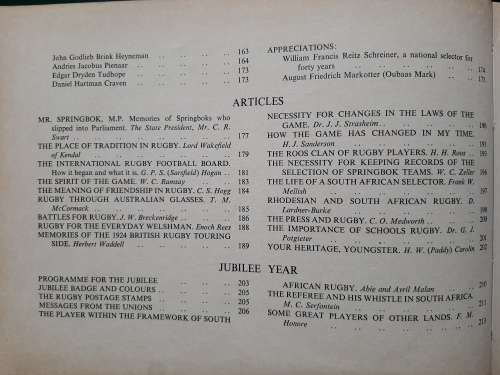 John Godlieb Brink Heyneman .. .. .. .. 163
Andries Jacobus Pienaar .. .. .. .. 164
Edgar Dryden Tudhope .. .. .. .. 173
Daniel Hartman Craven .. .. .. .. 173
APPRECIATIONS:
William Francis Reitz Schreiner, a national selector for
forty years .. .. .. .. .. .. 174
August Friedrich Markotter (Oubaas Mark) .. .. 175
ARTICLES
MR. SPRINGBOK, M.P. Memories of Springboks who
slipped into Parliament. The State President, Mr. C. R.
Swart .. .. .. .. .. .. .. 177
THE PLACE OF TRADITION IN RUGBY. Lord Wakefield
of Kendal .. .. .. .. .. .. 179
THE INTERNATIONAL RUGBY FOOTBALL BOARD.
How it began and what it is. G. P. S. (Sarsfield) Hogan .. 181
THE SPIRIT OF THE GAME. W. C. Ramsay .. .. 183
THE MEANING OF FRIENDSHIP IN RUGBY. C. S. Hogg 184
RUGBY THROUGH AUSTRALIAN GLASSES. T. M.
McCormack .. .. .. .. .. .. 185
BATTLES FOR RUGBY. J. W. Breckenridge .. .. 186
RUGBY FOR THE EVERYDAY WELSHMAN. Enoch Rees 188
MEMORIES OF THE 1924 BRITISH RUGBY TOURING
SIDE. Herbert Waddell .. .. .. .. 189
NECESSITY FOR CHANGES IN THE LAWS OF THE
GAME. Dr. J. J. Strasheim .. .. .. .. 190
HOW THE GAME HAS CHANGED IN MY TIME.
H. J. Sanderson .. .. .. .. .. 191
THE ROOS CLAN OF RUGBY PLAYERS. H. H. Roos .. 193
THE NECESSITY FOR KEEPING RECORDS OF THE
SELECTION OF SPRINGBOK TEAMS. W. C. Zeller .. 196
THE LIFE OF A SOUTH AFRICAN SELECTOR. Frank W.
Mellish .. .. .. .. .. .. 197
RHODESIAN AND SOUTH AFRICAN RUGBY. D.
Lardner-Burke .. .. .. .. .. 198
THE PRESS AND RUGBY. C. O. Medworth .. .. 209
THE IMPORTANCE OF SCHOOLS RUGBY. Dr. G. J.
Potgieter .. .. .. .. .. .. 201
YOUR HERITAGE, YOUNGSTER. H. W. (Paddy) Carolin 202
JUBILEE YEAR
PROGRAMME FOR THE JUBILEE .. .. .. 203
JUBILEE BADGE AND COLOURS .. .. .. 205
THE RUGBY POSTAGE STAMPS .. .. .. .. 205
MESSAGES FROM THE UNIONS .. .. .. 206
THE PLAYER WITHIN THE FRAMEWORK OF SOUTH
AFRICAN RUGBY. Abie and Avril Malan .. .. 210
THE REFEREE AND HIS WHISTLE IN SOUTH AFRICA.
M. C. Serfontein .. .. .. .. .. 211
SOME GREAT PLAYERS OF OTHER LANDS. F. M.
Honore .. .. .. .. .. .. 213